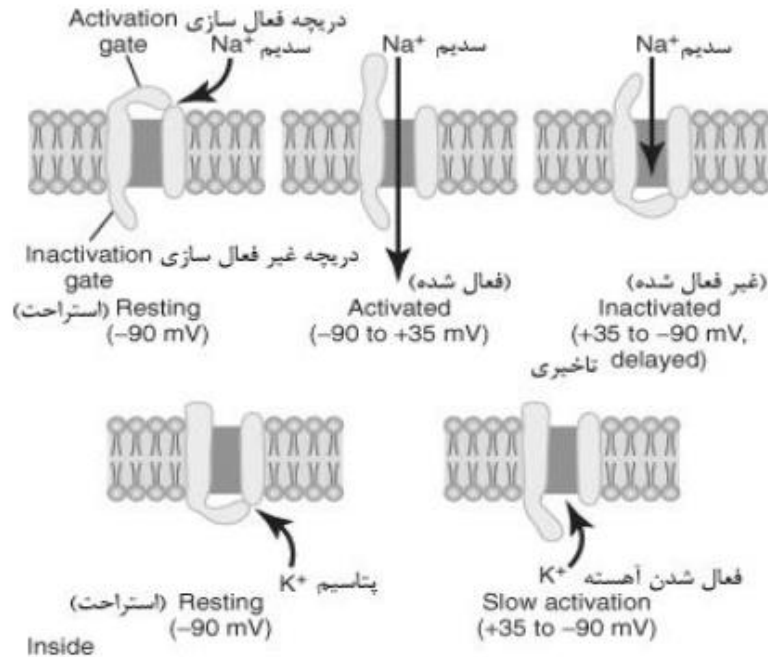 Activation دریچه فعال سازی
gate
Na⁺ سدیم
Na⁺ سدیم
Na⁺ سدیم
Inactivation دریچه غیر فعال سازی
gate
(استراحت) Resting
(−90 mV)
(فعال شده)
Activated
(−90 to +35 mV)
(غیر فعال شده)
Inactivated
(+35 to −90 mV,
تاخیری delayed)
K⁺ پتاسیم
(استراحت) Resting
(−90 mV)
K⁺ فعال شدن آهسته
Slow activation
(+35 to −90 mV)
Inside